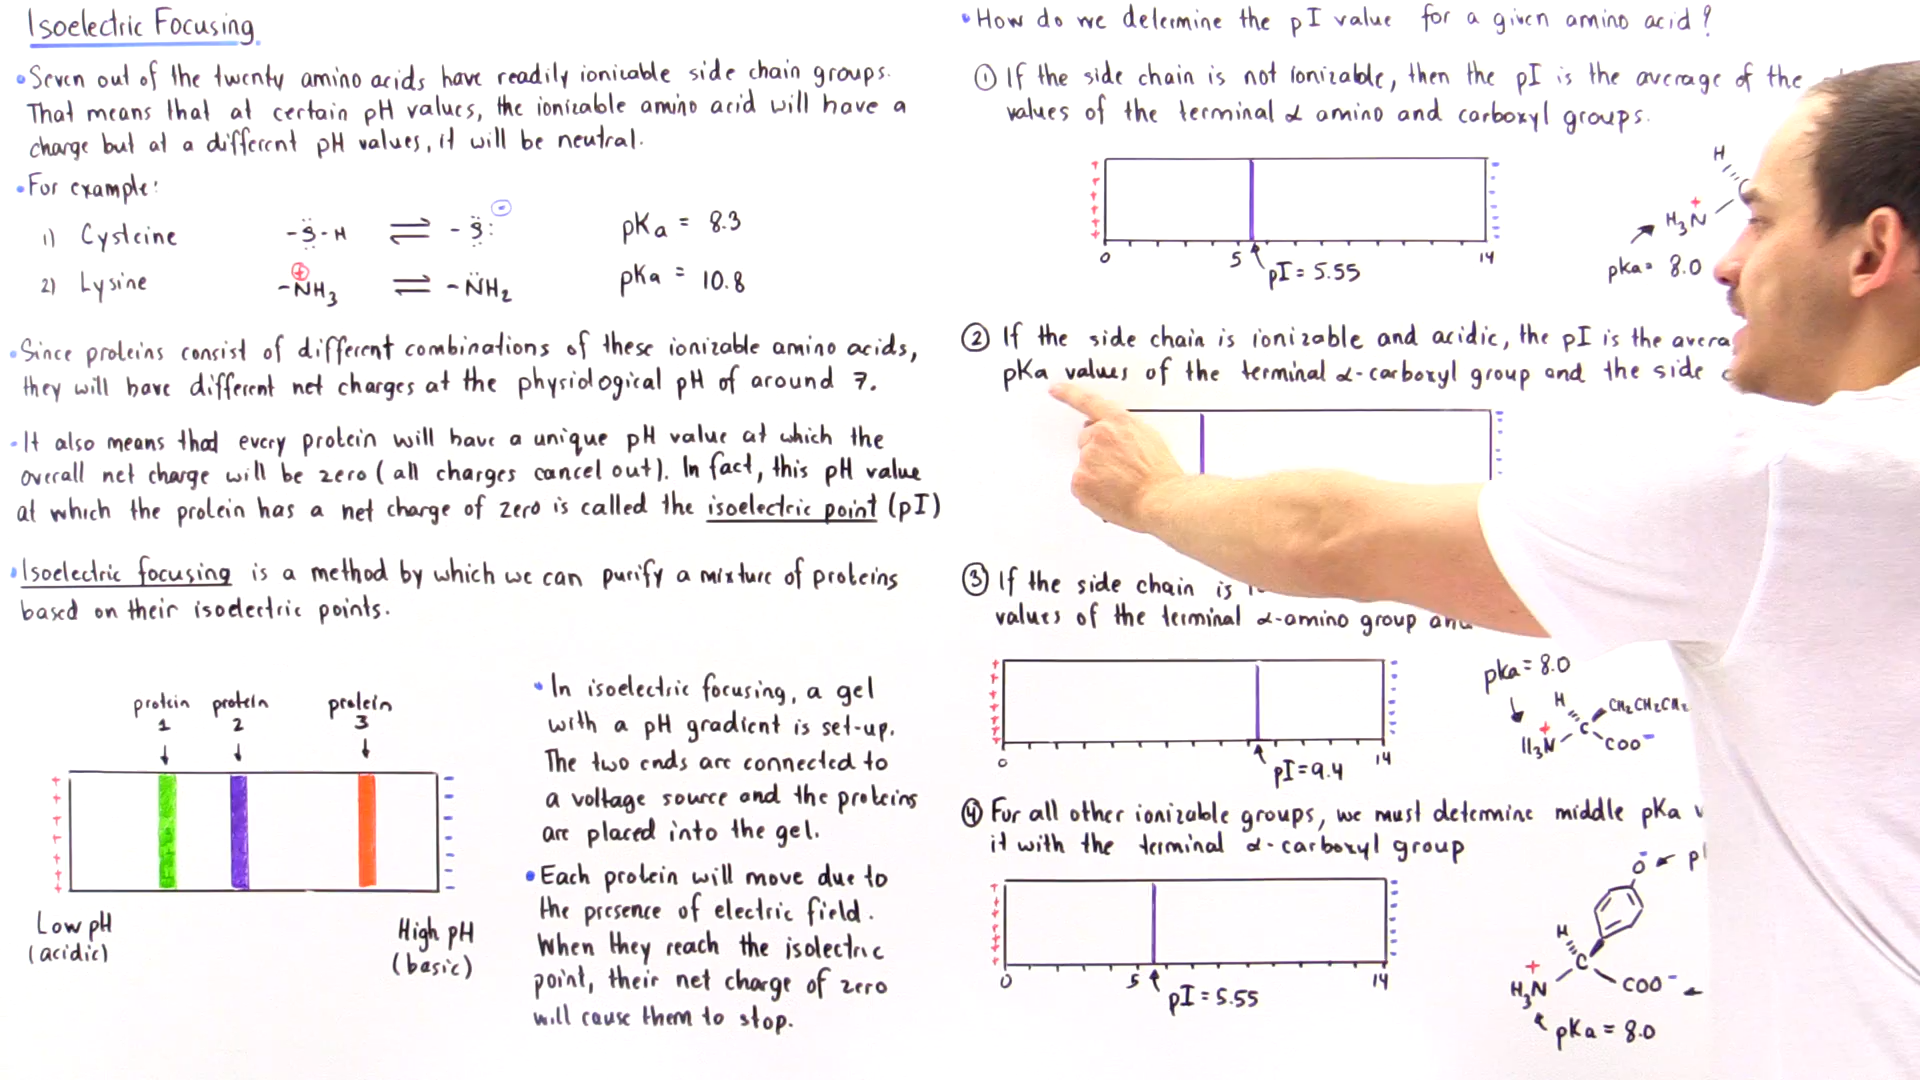 Isoelectric Focusing
• Seven out of the twenty amino acids have readily ionizable side chain groups.
That means that at certain pH values, the ionizable amino acid will have a
charge but at a different pH values, it will be neutral.
• For example:
1) Cysteine -S-H ⇌ -S: - pKa = 8.3
2) Lysine -NH3 + ⇌ -NH2 pKa = 10.8
• Since proteins consist of different combinations of these ionizable amino acids,
they will have different net charges at the physiological pH of around 7.
• It also means that every protein will have a unique pH value at which the
overall net charge will be zero (all charges cancel out). In fact, this pH value
at which the protein has a net charge of zero is called the isoelectric point (pI)
• Isoelectric focusing is a method by which we can purify a mixture of proteins
based on their isoelectric points.
protein 1
protein 2
protein 3
Low pH
(acidic)
High pH
(basic)
• In isoelectric focusing, a gel
with a pH gradient is set-up.
The two ends are connected to
a voltage source and the proteins
are placed into the gel.
• Each protein will move due to
the presence of electric field.
When they reach the isolectric
point, their net charge of zero
will cause them to stop.
• How do we determine the pI value for a given amino acid?
① If the side chain is not ionizable, then the pI is the average of the
values of the terminal α amino and carboxyl groups.
0 5 14
pI = 5.55
H
H3N +
pka = 8.0
② If the side chain is ionizable and acidic, the pI is the
pKa values of the terminal α-carboxyl group and the side
③ If the side chain is
values of the terminal α-amino group and
0 14
pI = 9.4
pka = 8.0
H CH2CH2CH2
H3N + C COO-
④ For all other ionizable groups, we must determine middle pKa
it with the terminal α-carboxyl group
0 5 14
pI = 5.55
O-
H
C
H3N + COO-
pKa = 8.0